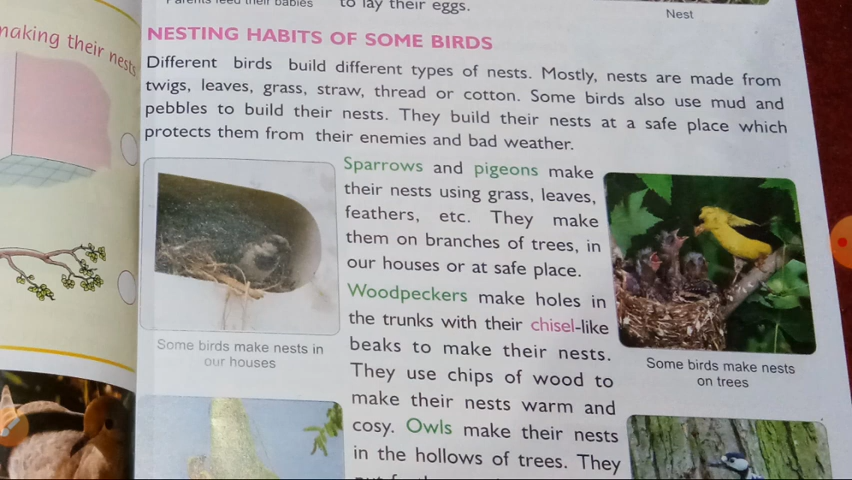 making their nests
Parents feed their babies
to lay their eggs.
Nest
NESTING HABITS OF SOME BIRDS
Different birds build different types of nests. Mostly, nests are made from
twigs, leaves, grass, straw, thread or cotton. Some birds also use mud and
pebbles to build their nests. They build their nests at a safe place which
protects them from their enemies and bad weather.
Sparrows and pigeons make
their nests using grass, leaves,
feathers, etc. They make
them on branches of trees, in
our houses or at safe place.
Woodpeckers make holes in
the trunks with their chisel-like
beaks to make their nests.
They use chips of wood to
make their nests warm and
cosy. Owls make their nests
in the hollows of trees. They
Some birds make nests in
our houses
Some birds make nests
on trees